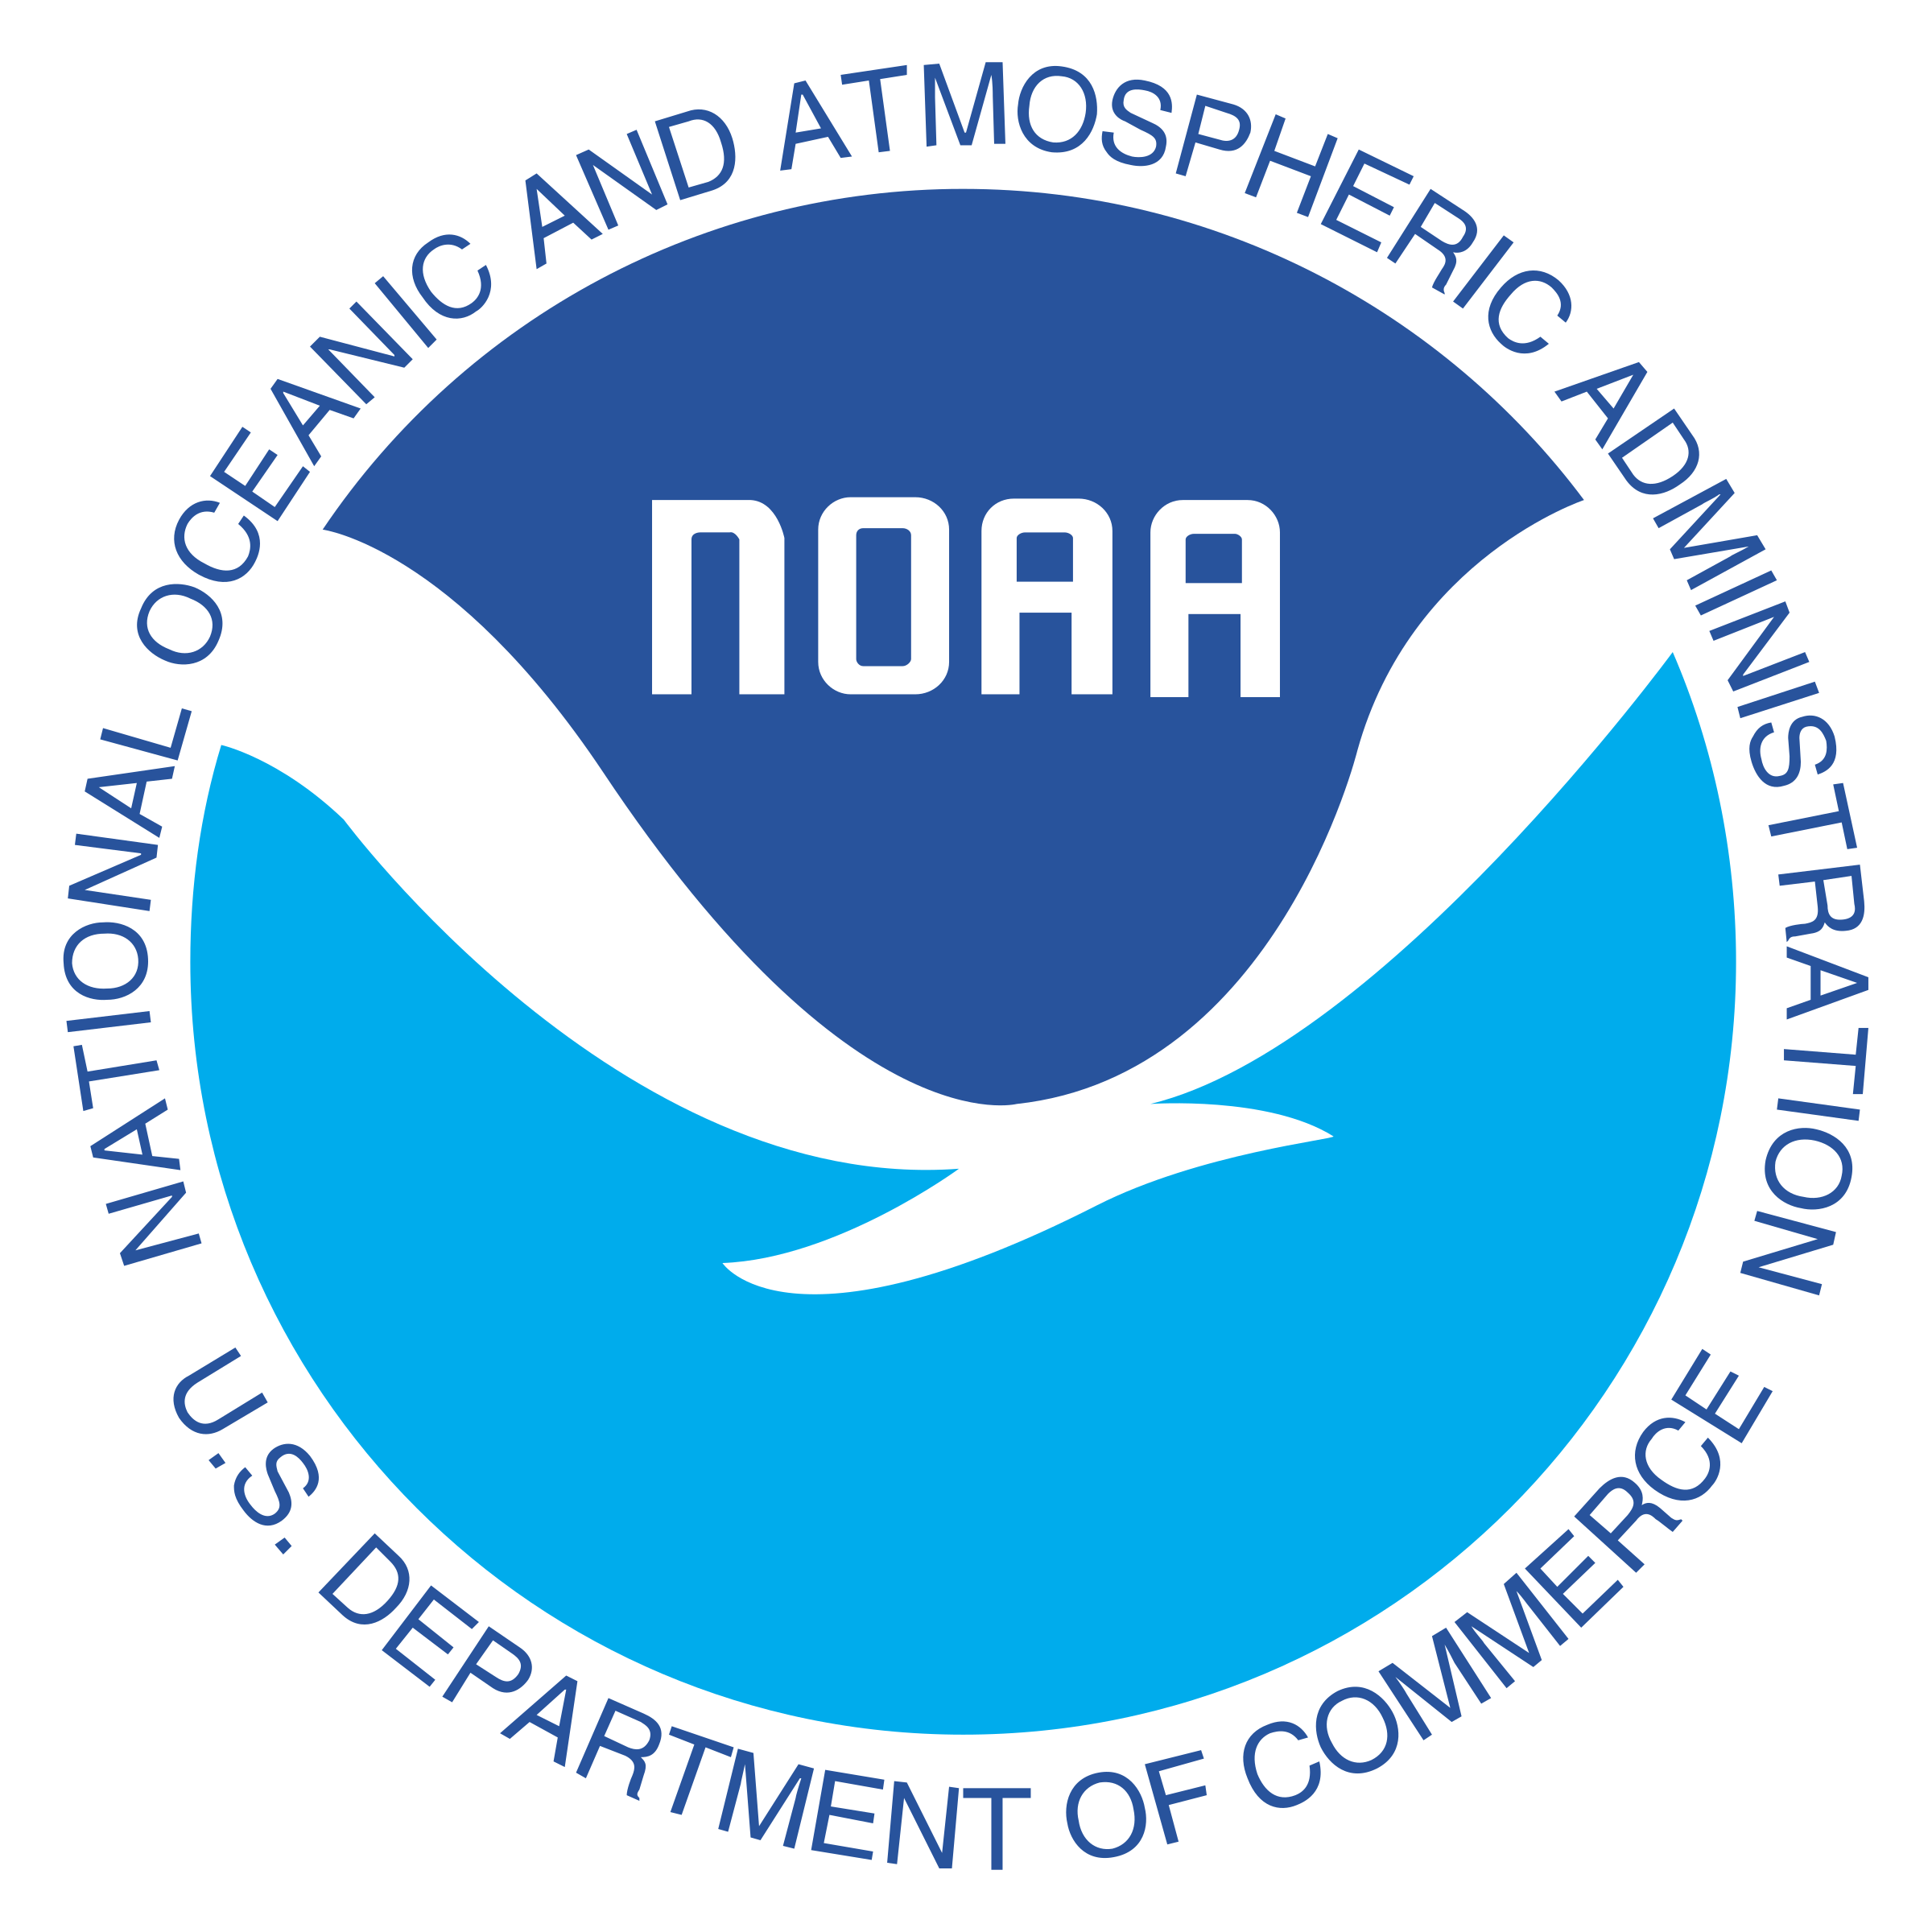 NATIONAL OCEANIC AND ATMOSPHERIC ADMINISTRATION
NOAA
U.S. DEPARTMENT OF COMMERCE